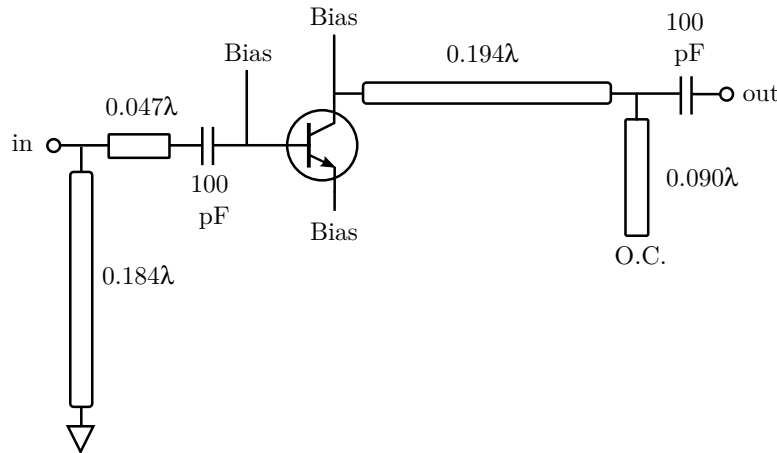 Bias
100
pF
0.194λ
Bias
out
0.047λ
in
100
pF
0.090λ
Bias
O.C.
0.184λ